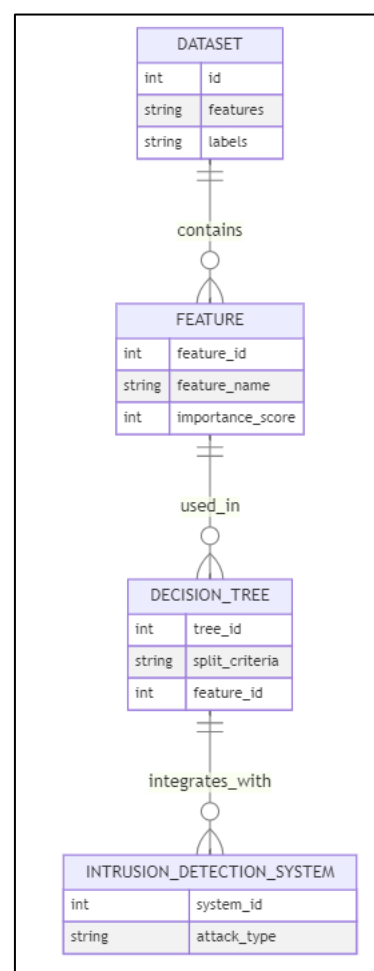 DATASET
int id
string features
string labels
contains
FEATURE
int feature_id
string feature_name
int importance_score
used_in
DECISION_TREE
int tree_id
string split_criteria
int feature_id
integrates_with
INTRUSION_DETECTION_SYSTEM
int system_id
string attack_type